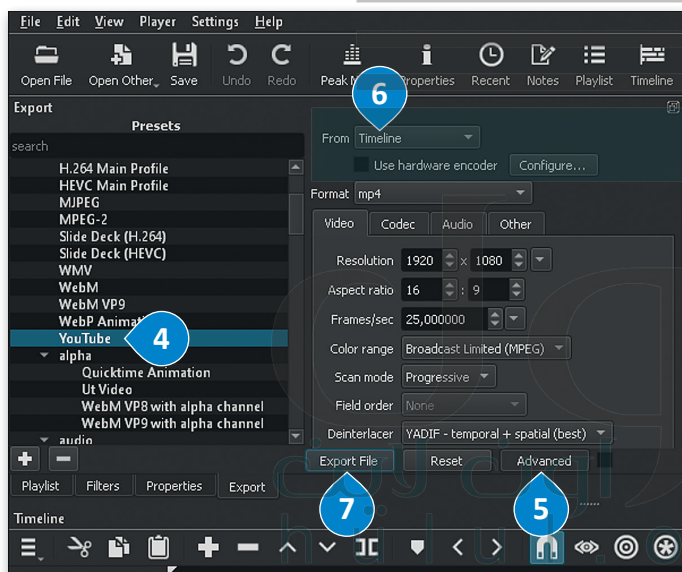 File Edit View Player Settings Help
Open File Open Other... Save Undo Redo Peak M Properties Recent Notes Playlist Timeline
6
Export
Presets
search
H.264 Main Profile
HEVC Main Profile
MJPEG
MPEG-2
Slide Deck (H.264)
Slide Deck (HEVC)
WMV
WebM
WebM VP9
WebP Animati
YouTube
4
alpha
Quicktime Animation
Ut Video
WebM VP8 with alpha channel
WebM VP9 with alpha channel
audio
From Timeline
Use hardware encoder Configure...
Format mp4
Video Codec Audio Other
Resolution 1920 x 1080
Aspect ratio 16 : 9
Frames/sec 25,000000
Color range Broadcast Limited (MPEG)
Scan mode Progressive
Field order None
Deinterlacer YADIF - temporal + spatial (best)
Export File Reset Advanced
7
5
Playlist Filters Properties Export
Timeline